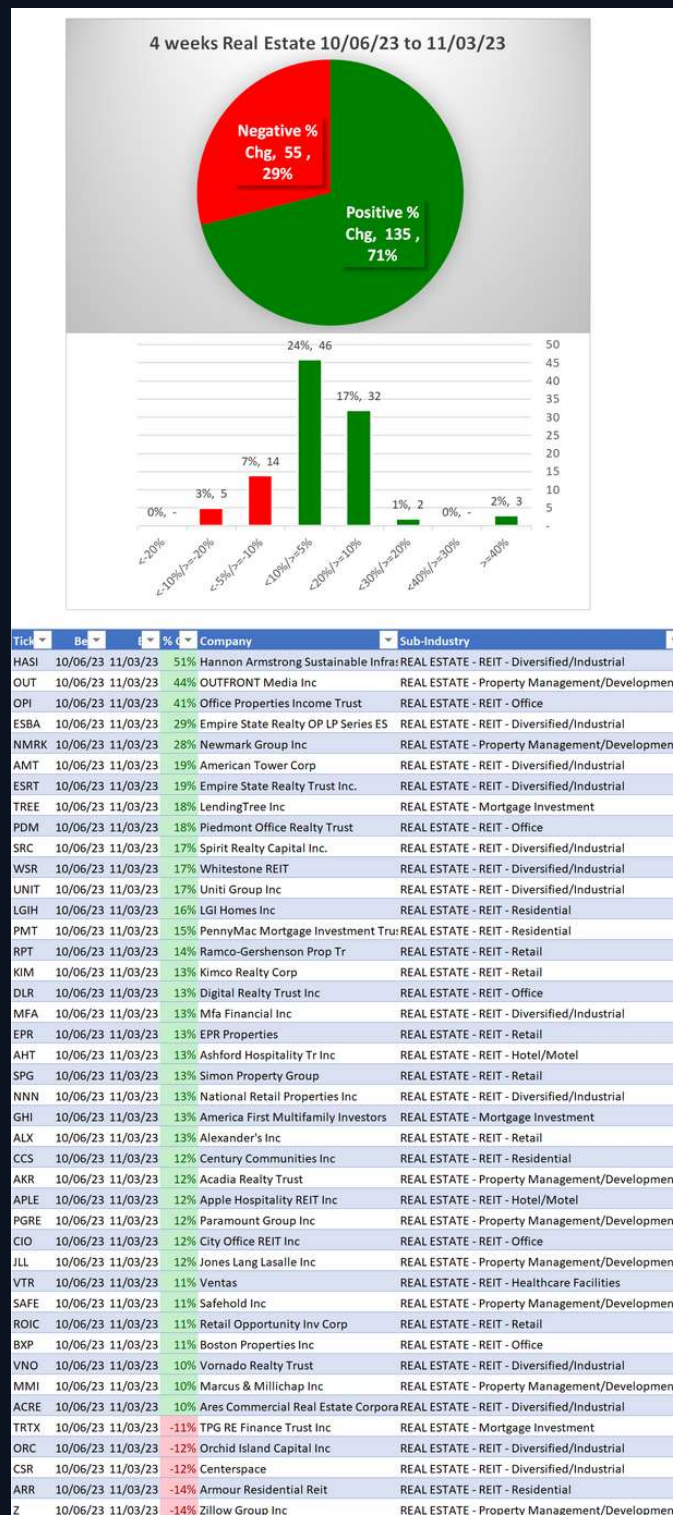 4 weeks Real Estate 10/06/23 to 11/03/23
Negative %
Chg, 55 ,
29%
Positive %
Chg, 135 ,
71%
24%, 46
17%, 32
7%, 14
3%, 5
0%, -
1%, 2
0%, -
2%, 3
50
45
40
35
30
25
20
15
10
5
-
<-20%
<-10%/>=-20%
<-5%/>=-10%
<10%/>=5%
<20%/>=10%
<30%/>=20%
<40%/>=30%
>=40%
Tick Be E % C Company Sub-Industry
HASI 10/06/23 11/03/23 51% Hannon Armstrong Sustainable Infras REAL ESTATE - REIT - Diversified/Industrial
OUT 10/06/23 11/03/23 44% OUTFRONT Media Inc REAL ESTATE - Property Management/Developmen
OPI 10/06/23 11/03/23 41% Office Properties Income Trust REAL ESTATE - REIT - Office
ESBA 10/06/23 11/03/23 29% Empire State Realty OP LP Series ES REAL ESTATE - REIT - Diversified/Industrial
NMRK 10/06/23 11/03/23 28% Newmark Group Inc REAL ESTATE - Property Management/Developmen
AMT 10/06/23 11/03/23 19% American Tower Corp REAL ESTATE - REIT - Diversified/Industrial
ESRT 10/06/23 11/03/23 19% Empire State Realty Trust Inc. REAL ESTATE - REIT - Diversified/Industrial
TREE 10/06/23 11/03/23 18% LendingTree Inc REAL ESTATE - Mortgage Investment
PDM 10/06/23 11/03/23 18% Piedmont Office Realty Trust REAL ESTATE - REIT - Office
SRC 10/06/23 11/03/23 17% Spirit Realty Capital Inc. REAL ESTATE - REIT - Diversified/Industrial
WSR 10/06/23 11/03/23 17% Whitestone REIT REAL ESTATE - REIT - Diversified/Industrial
UNIT 10/06/23 11/03/23 17% Uniti Group Inc REAL ESTATE - REIT - Diversified/Industrial
LGIH 10/06/23 11/03/23 16% LGI Homes Inc REAL ESTATE - REIT - Residential
PMT 10/06/23 11/03/23 15% PennyMac Mortgage Investment Trus REAL ESTATE - REIT - Residential
RPT 10/06/23 11/03/23 14% Ramco-Gershenson Prop Tr REAL ESTATE - REIT - Retail
KIM 10/06/23 11/03/23 13% Kimco Realty Corp REAL ESTATE - REIT - Retail
DLR 10/06/23 11/03/23 13% Digital Realty Trust Inc REAL ESTATE - REIT - Office
MFA 10/06/23 11/03/23 13% Mfa Financial Inc REAL ESTATE - REIT - Diversified/Industrial
EPR 10/06/23 11/03/23 13% EPR Properties REAL ESTATE - REIT - Retail
AHT 10/06/23 11/03/23 13% Ashford Hospitality Tr Inc REAL ESTATE - REIT - Hotel/Motel
SPG 10/06/23 11/03/23 13% Simon Property Group REAL ESTATE - REIT - Retail
NNN 10/06/23 11/03/23 13% National Retail Properties Inc REAL ESTATE - REIT - Diversified/Industrial
GHI 10/06/23 11/03/23 13% America First Multifamily Investors REAL ESTATE - Mortgage Investment
ALX 10/06/23 11/03/23 13% Alexander's Inc REAL ESTATE - REIT - Retail
CCS 10/06/23 11/03/23 12% Century Communities Inc REAL ESTATE - REIT - Residential
AKR 10/06/23 11/03/23 12% Acadia Realty Trust REAL ESTATE - Property Management/Developmen
APLE 10/06/23 11/03/23 12% Apple Hospitality REIT Inc REAL ESTATE - REIT - Hotel/Motel
PGRE 10/06/23 11/03/23 12% Paramount Group Inc REAL ESTATE - Property Management/Developmen
CIO 10/06/23 11/03/23 12% City Office REIT Inc REAL ESTATE - REIT - Office
JLL 10/06/23 11/03/23 12% Jones Lang Lasalle Inc REAL ESTATE - Property Management/Developmen
VTR 10/06/23 11/03/23 11% Ventas REAL ESTATE - REIT - Healthcare Facilities
SAFE 10/06/23 11/03/23 11% Safehold Inc REAL ESTATE - Property Management/Developmen
ROIC 10/06/23 11/03/23 11% Retail Opportunity Inv Corp REAL ESTATE - REIT - Retail
BXP 10/06/23 11/03/23 11% Boston Properties Inc REAL ESTATE - REIT - Office
VNO 10/06/23 11/03/23 10% Vornado Realty Trust REAL ESTATE - REIT - Diversified/Industrial
MMI 10/06/23 11/03/23 10% Marcus & Millichap Inc REAL ESTATE - Property Management/Developmen
ACRE 10/06/23 11/03/23 10% Ares Commercial Real Estate Corpora REAL ESTATE - REIT - Diversified/Industrial
TRTX 10/06/23 11/03/23 -11% TPG RE Finance Trust Inc REAL ESTATE - Mortgage Investment
ORC 10/06/23 11/03/23 -12% Orchid Island Capital Inc REAL ESTATE - REIT - Diversified/Industrial
CSR 10/06/23 11/03/23 -12% Centerspace REAL ESTATE - REIT - Diversified/Industrial
ARR 10/06/23 11/03/23 -14% Armour Residential Reit REAL ESTATE - REIT - Residential
Z 10/06/23 11/03/23 -14% Zillow Group Inc REAL ESTATE - Property Management/Developmen